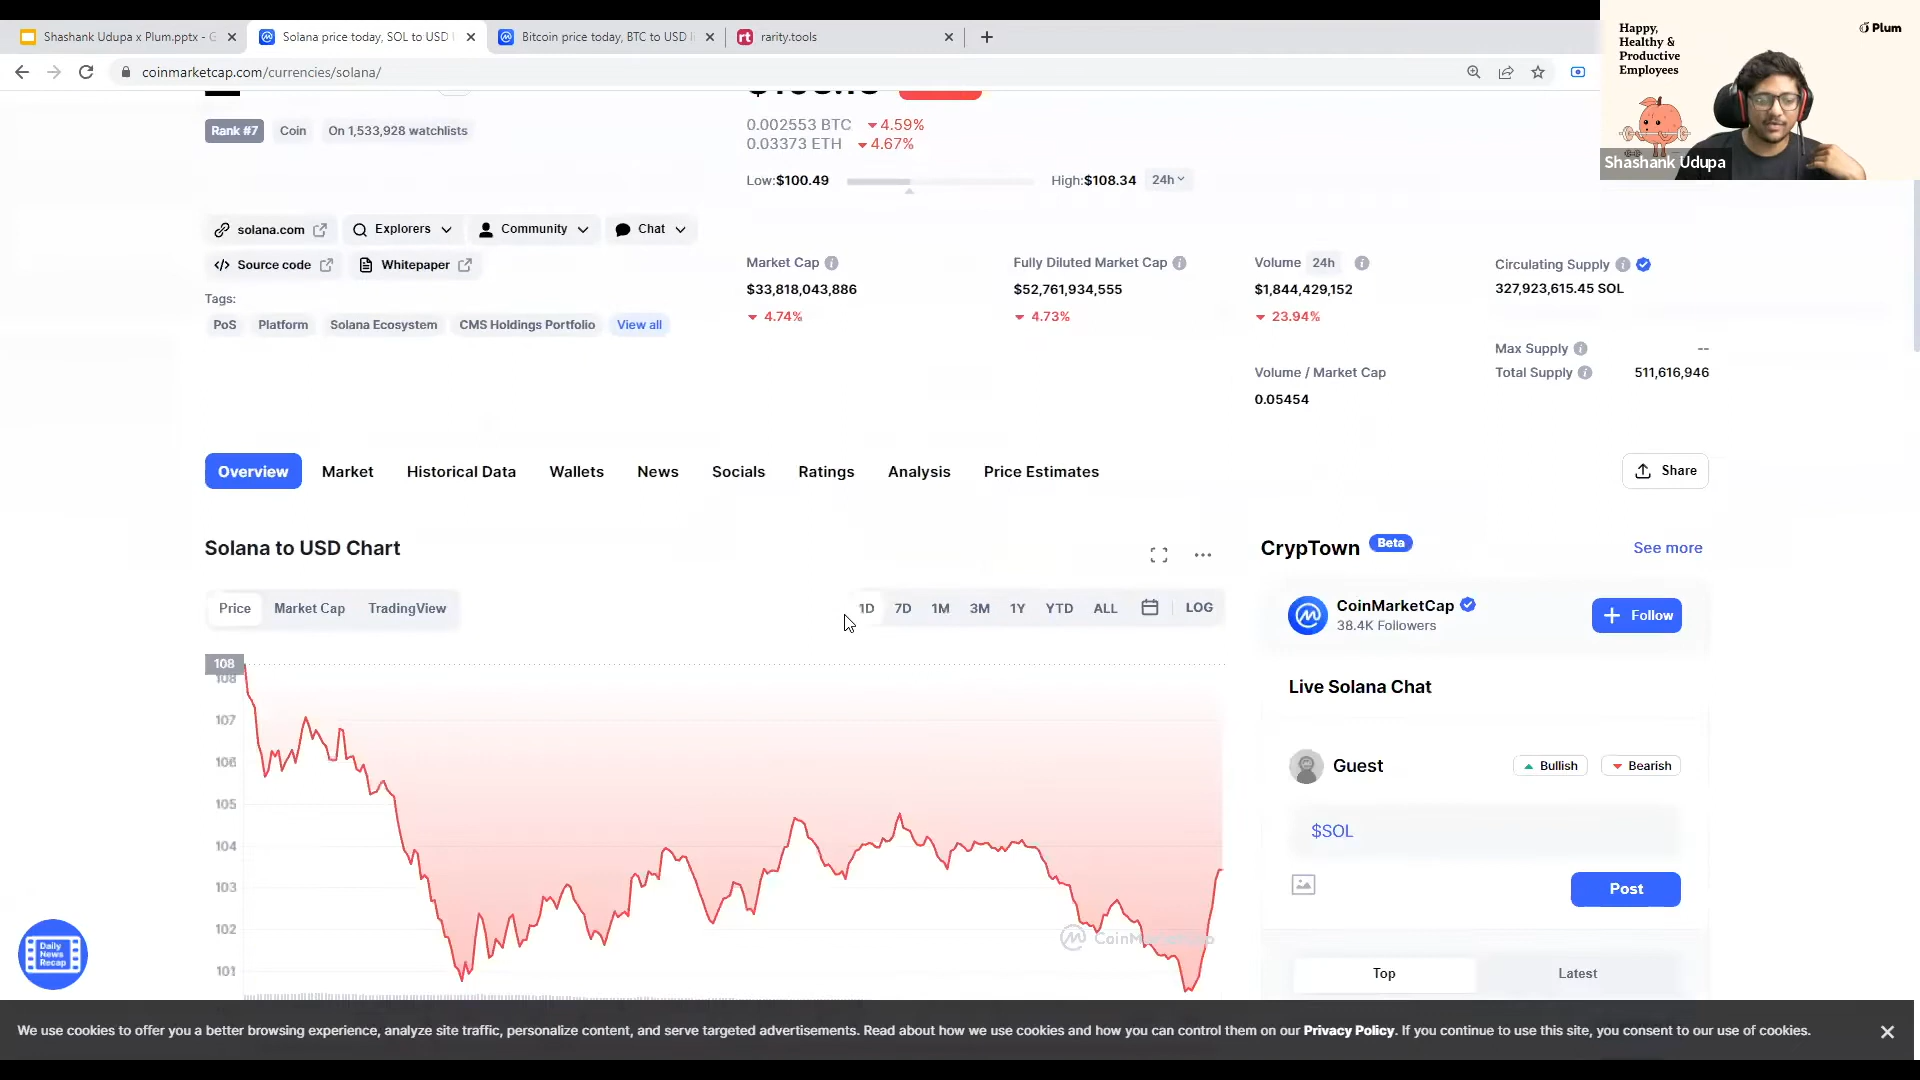 Shashank Udupa x Plum.pptx - G
Solana price today, SOL to USD
Bitcoin price today, BTC to USD li
rarity.tools
coinmarketcap.com/currencies/solana/
Happy,
Healthy &
Productive
Employees
Plum
Shashank Udupa
Rank #7
Coin
On 1,533,928 watchlists
0.002553 BTC 4.59%
0.03373 ETH 4.67%
Low:$100.49
High:$108.34
24h
solana.com
Explorers
Community
Chat
Source code
Whitepaper
Tags:
PoS
Platform
Solana Ecosystem
CMS Holdings Portfolio
View all
Market Cap
$33,818,043,886
4.74%
Fully Diluted Market Cap
$52,761,934,555
4.73%
Volume 24h
$1,844,429,152
23.94%
Volume / Market Cap
0.05454
Circulating Supply
327,923,615.45 SOL
Max Supply --
Total Supply 511,616,946
Overview
Market
Historical Data
Wallets
News
Socials
Ratings
Analysis
Price Estimates
Share
Solana to USD Chart
Price
Market Cap
TradingView
1D
7D
1M
3M
1Y
YTD
ALL
LOG
108
108
107
106
105
104
103
102
101
CoinMarketCap
CrypTown Beta
See more
CoinMarketCap
38.4K Followers
Follow
Live Solana Chat
Guest
Bullish
Bearish
$SOL
Post
Top
Latest
Daily
News
Recap
We use cookies to offer you a better browsing experience, analyze site traffic, personalize content, and serve targeted advertisements. Read about how we use cookies and how you can control them on our Privacy Policy. If you continue to use this site, you consent to our use of cookies.